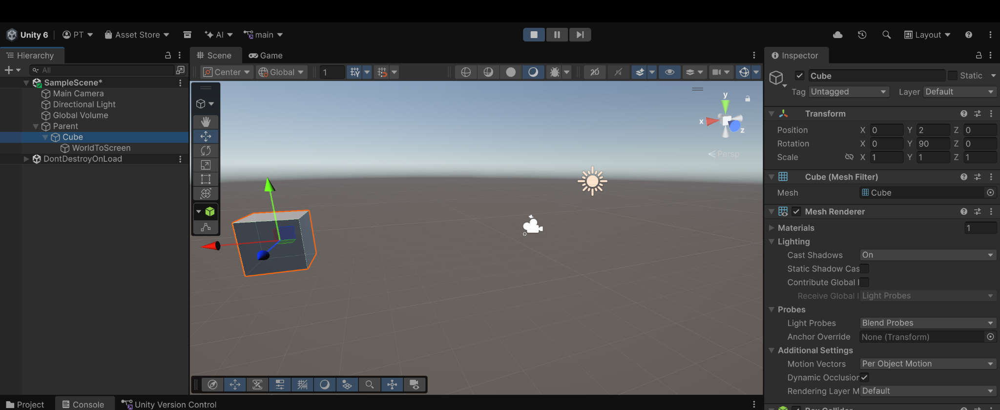 Unity 6 PT Asset Store AI main Layout
Hierarchy
All
SampleScene*
Main Camera
Directional Light
Global Volume
Parent
Cube
WorldToScreen
DontDestroyOnLoad
Scene Game
Center Global 1 2D
y
x
z
Persp
Inspector
Cube Static
Tag Untagged Layer Default
Transform
Position X 0 Y 2 Z 0
Rotation X 0 Y 90 Z 0
Scale X 1 Y 1 Z 1
Cube (Mesh Filter)
Mesh Cube
Mesh Renderer
Materials 1
Lighting
Cast Shadows On
Static Shadow Cas
Contribute Global I
Receive Global I Light Probes
Probes
Light Probes Blend Probes
Anchor Override None (Transform)
Additional Settings
Motion Vectors Per Object Motion
Dynamic Occlusion
Rendering Layer M Default
Box Collider
Project Console Unity Version Control